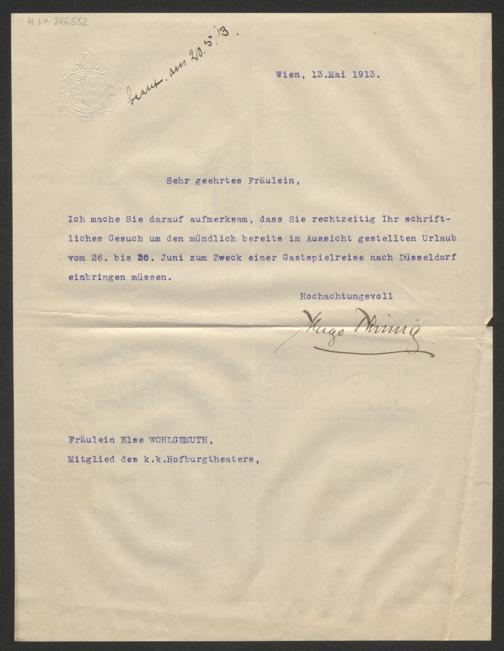 H.I.N. 246552
beant. am 20.5.13.
Wien, 13.Mai 1913.
Sehr geehrtes Fräulein,
Ich mache Sie darauf aufmerksam, dass Sie rechtzeitig Ihr schrift-
liches Gesuch um den mündlich bereits in Aussicht gestellten Urlaub
vom 26. bis 30. Juni zum Zweck einer Gastspielreise nach Düsseldorf
einbringen müssen.
Hochachtungsvoll
Hugo Thimig
Fräulein Else WOHLGEMUTH,
Mitglied des k.k.Hofburgtheaters,